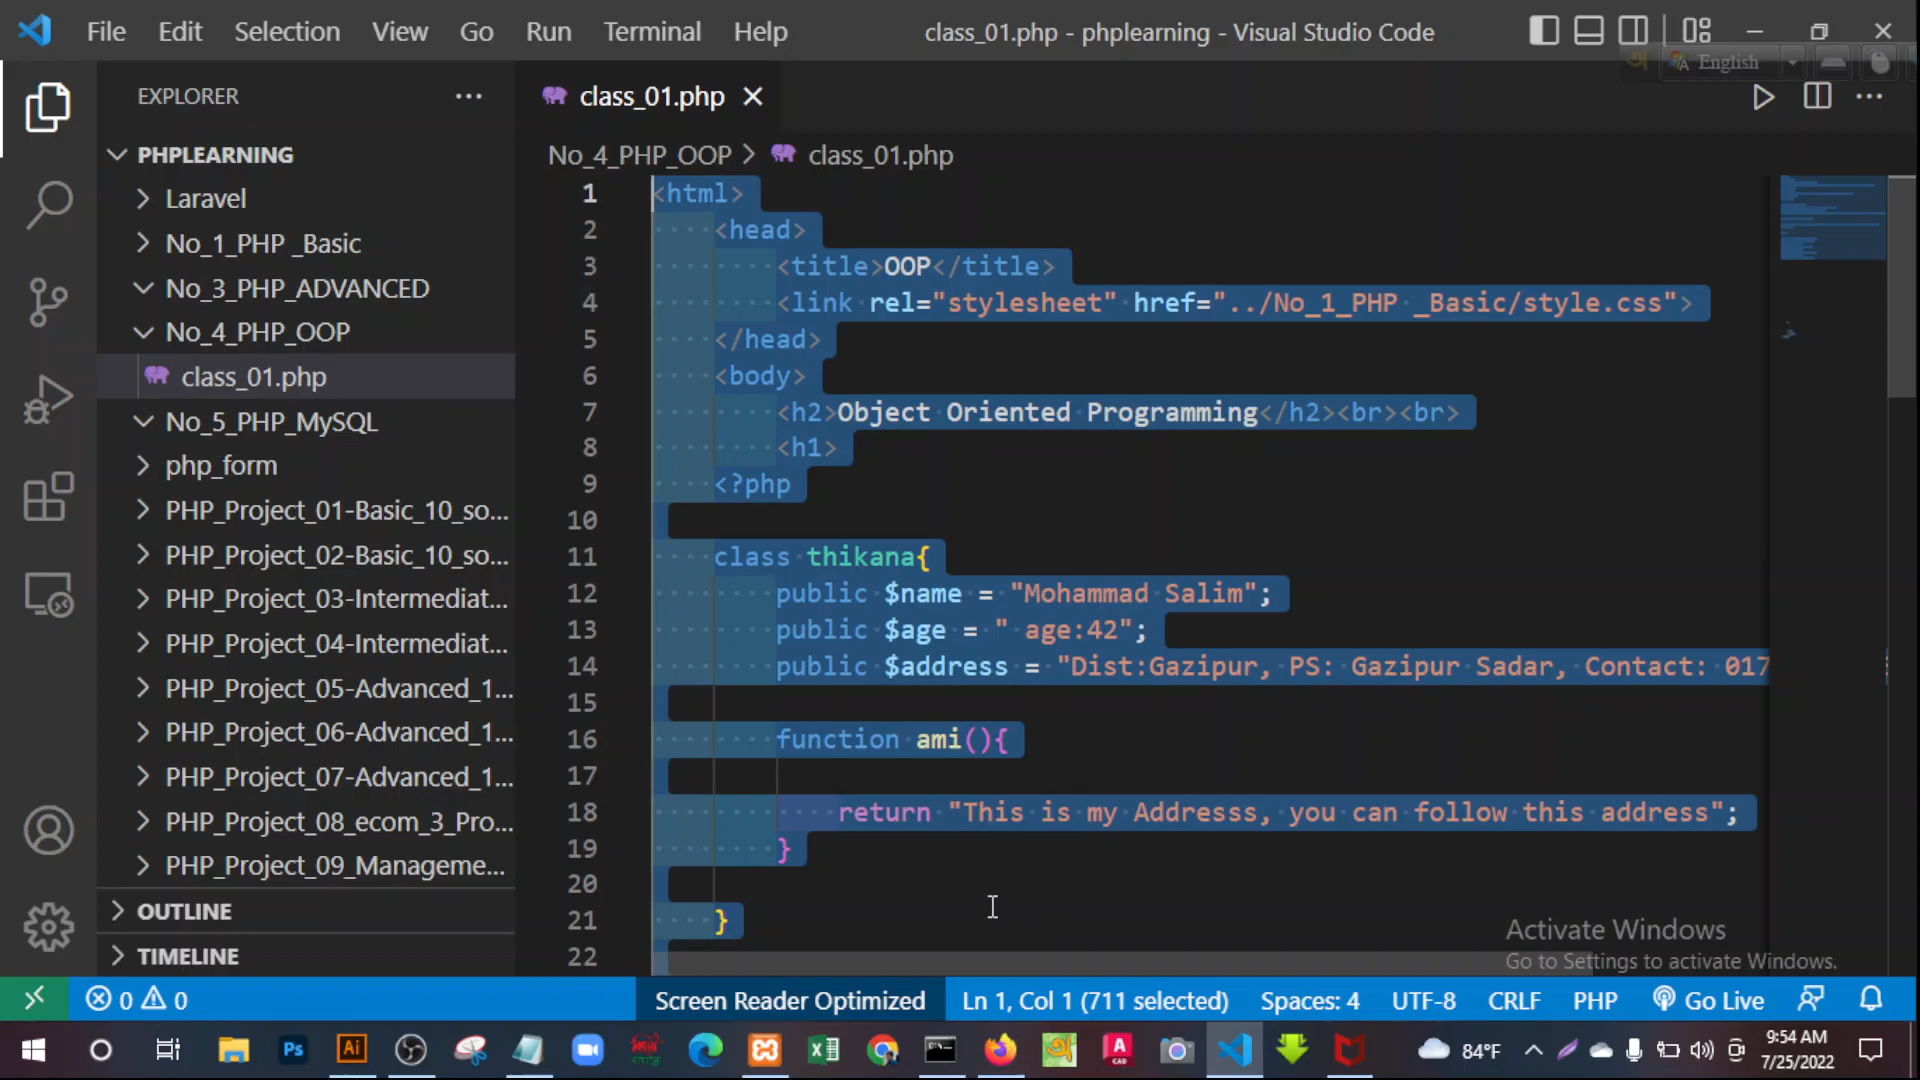 File Edit Selection View Go Run Terminal Help class_01.php - phplearning - Visual Studio Code
English
EXPLORER
PHPLEARNING
Laravel
No_1_PHP _Basic
No_3_PHP_ADVANCED
No_4_PHP_OOP
class_01.php
No_5_PHP_MySQL
php_form
PHP_Project_01-Basic_10_so...
PHP_Project_02-Basic_10_so...
PHP_Project_03-Intermediat...
PHP_Project_04-Intermediat...
PHP_Project_05-Advanced_1...
PHP_Project_06-Advanced_1...
PHP_Project_07-Advanced_1...
PHP_Project_08_ecom_3_Pro...
PHP_Project_09_Manageme...
OUTLINE
TIMELINE
class_01.php
No_4_PHP_OOP > class_01.php
1 <html>
2 <head>
3 <title>OOP</title>
4 <link rel="stylesheet" href="../No_1_PHP _Basic/style.css">
5 </head>
6 <body>
7 <h2>Object Oriented Programming</h2><br><br>
8 <h1>
9 <?php
10
11 class thikana{
12 public $name = "Mohammad Salim";
13 public $age = " age:42";
14 public $address = "Dist:Gazipur, PS: Gazipur Sadar, Contact: 017
15
16 function ami(){
17
18 return "This is my Addresss, you can follow this address";
19 }
20
21 }
22
Activate Windows
Go to Settings to activate Windows.
0 0 Screen Reader Optimized Ln 1, Col 1 (711 selected) Spaces: 4 UTF-8 CRLF PHP Go Live
Ps Ai 84°F 9:54 AM
7/25/2022